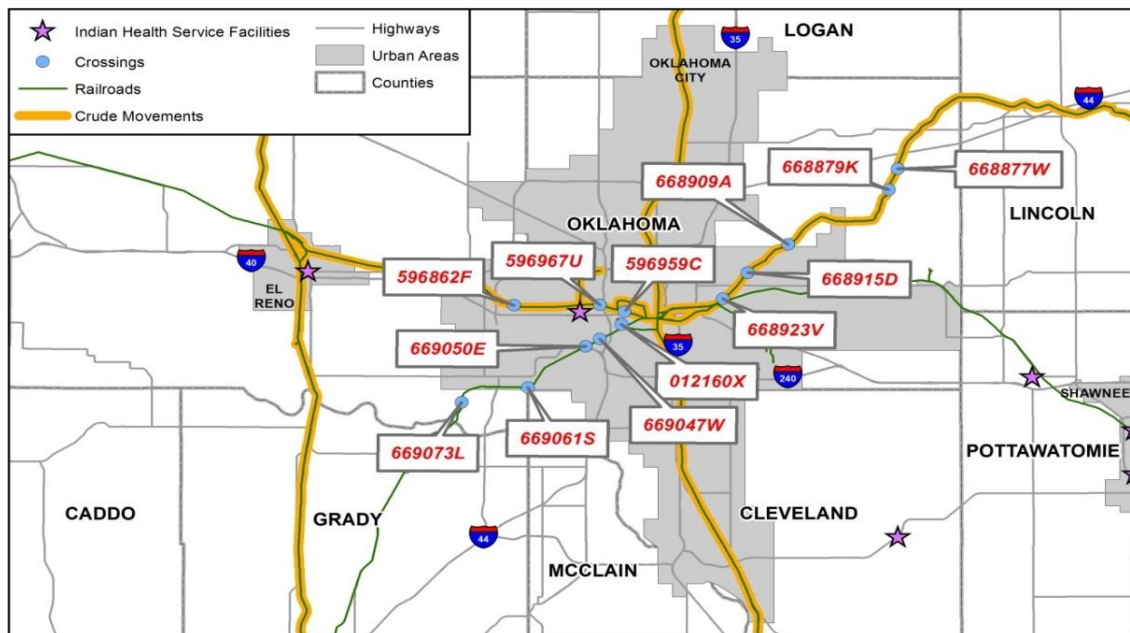 Indian Health Service Facilities
Crossings
Railroads
Crude Movements
Highways
Urban Areas
Counties
LOGAN
35
OKLAHOMA
CITY
44
668879K
668877W
668909A
LINCOLN
OKLAHOMA
596967U
596959C
40
596862F
668915D
EL
RENO
668923V
669050E
35
012160X
240
SHAWNEE
669061S
669047W
669073L
POTTAWATOMIE
CADDO
GRADY
CLEVELAND
44
MCCLAIN